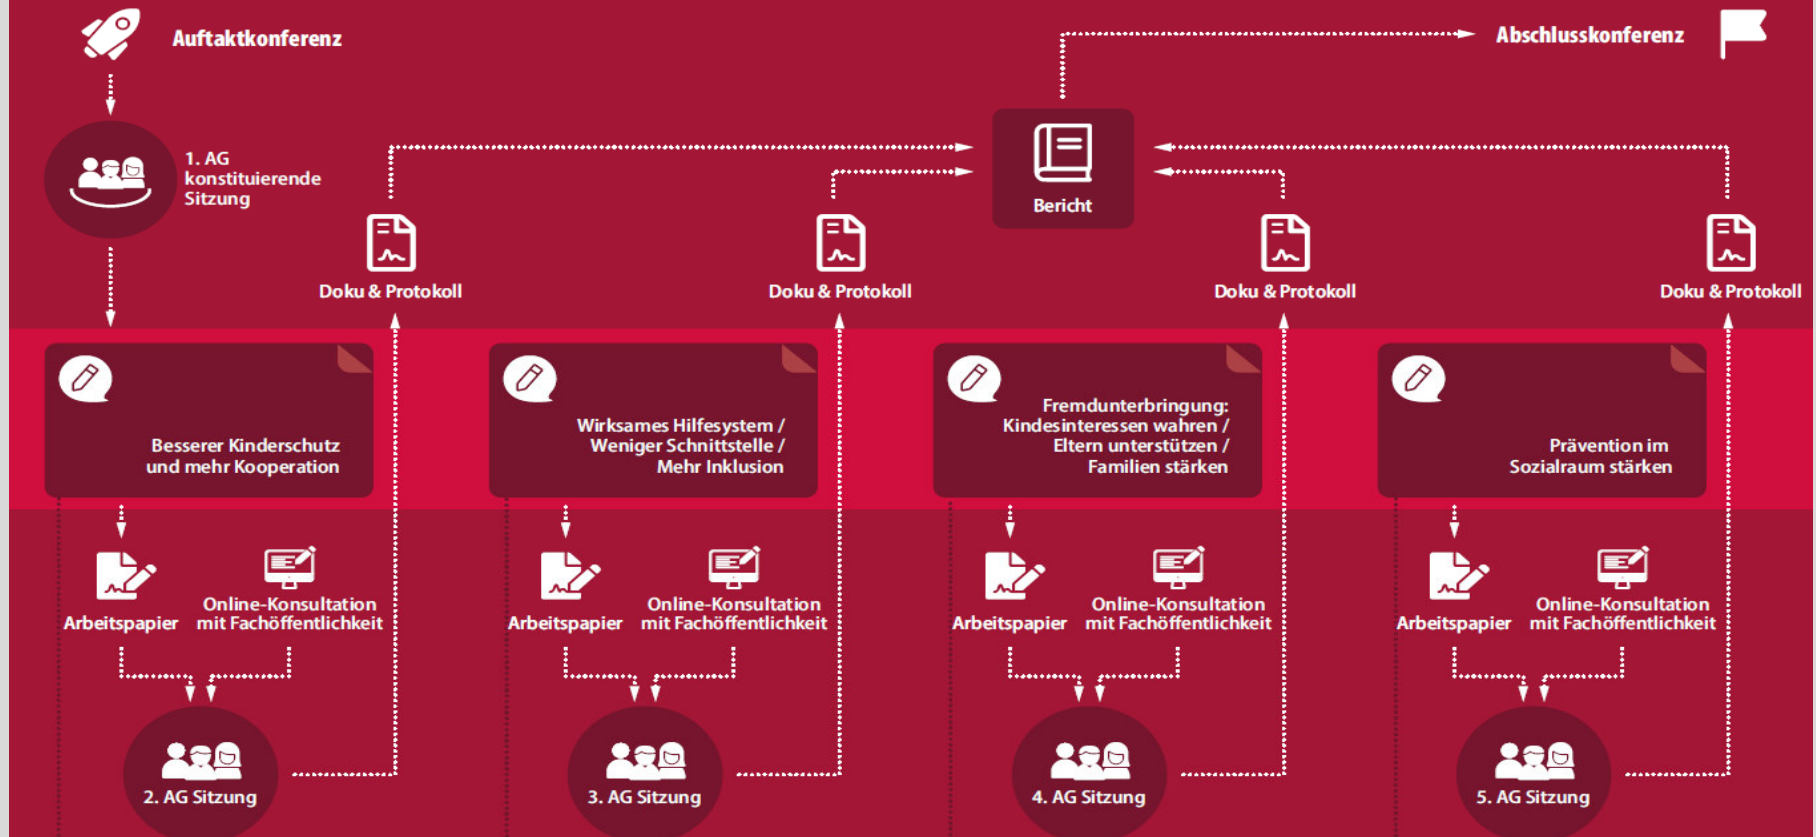 Auftaktkonferenz
Abschlusskonferenz
1. AG
konstituierende
Sitzung
Bericht
Doku & Protokoll
Doku & Protokoll
Doku & Protokoll
Doku & Protokoll
Besserer Kinderschutz
und mehr Kooperation
Wirksames Hilfesystem /
Weniger Schnittstelle /
Mehr Inklusion
Fremdunterbringung:
Kindesinteressen wahren /
Eltern unterstützen /
Familien stärken
Prävention im
Sozialraum stärken
Arbeitspapier
Online-Konsultation
mit Fachöffentlichkeit
Arbeitspapier
Online-Konsultation
mit Fachöffentlichkeit
Arbeitspapier
Online-Konsultation
mit Fachöffentlichkeit
Arbeitspapier
Online-Konsultation
mit Fachöffentlichkeit
2. AG Sitzung
3. AG Sitzung
4. AG Sitzung
5. AG Sitzung